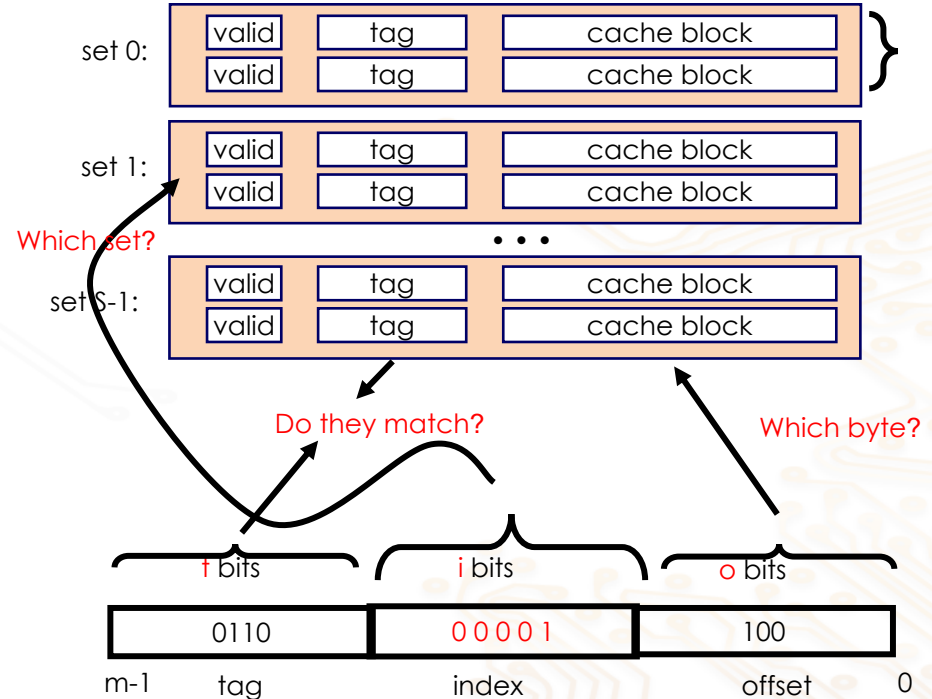 valid tag cache block
set 0:
valid tag cache block
valid tag cache block
set 1:
valid tag cache block
Which set?
• • •
valid tag cache block
set S-1:
valid tag cache block
Do they match?
Which byte?
t bits i bits o bits
0110 0 0 0 0 1 100
m-1 tag index offset 0